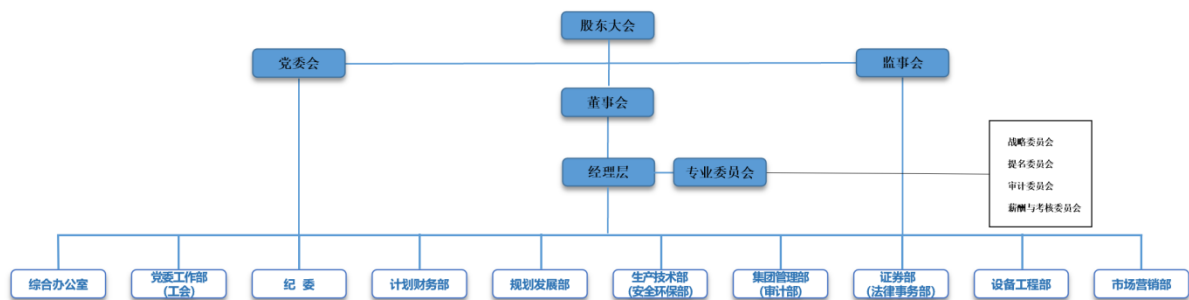 股东大会
党委会
监事会
董事会
经理层
专业委员会
战略委员会
提名委员会
审计委员会
薪酬与考核委员会
综合办公室
党委工作部
(工会)
纪 委
计划财务部
规划发展部
生产技术部
(安全环保部)
集团管理部
(审计部)
证券部
(法律事务部)
设备工程部
市场营销部